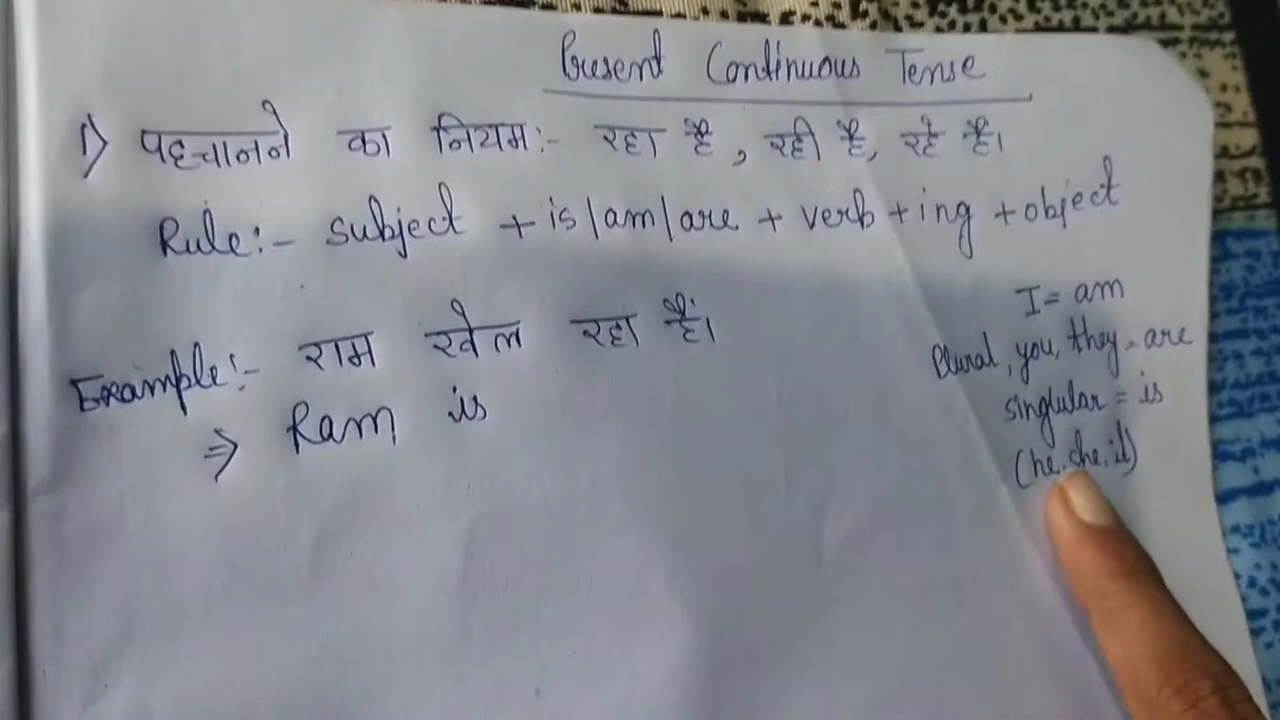 Present Continuous Tense
1) पहचानने का नियम:- रहा है, रही है, रहे हैं।
Rule:- subject + is/am/are + verb + ing + object
Example:- राम खेल रहा हैं।
⇒ Ram is
I = am
Plural, you, they = are
singlular = is
(he, she, it)